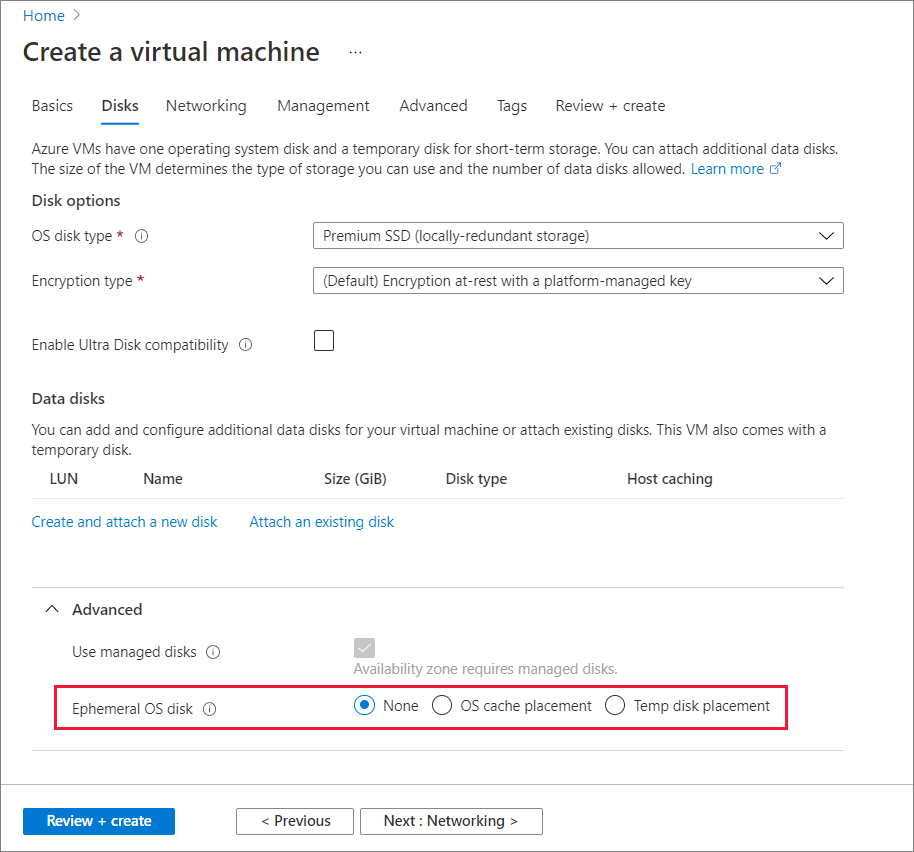 Home >
Create a virtual machine ...
Basics Disks Networking Management Advanced Tags Review + create
Azure VMs have one operating system disk and a temporary disk for short-term storage. You can attach additional data disks.
The size of the VM determines the type of storage you can use and the number of data disks allowed. Learn more
Disk options
OS disk type *
Premium SSD (locally-redundant storage)
Encryption type *
(Default) Encryption at-rest with a platform-managed key
Enable Ultra Disk compatibility
Data disks
You can add and configure additional data disks for your virtual machine or attach existing disks. This VM also comes with a
temporary disk.
LUN Name Size (GiB) Disk type Host caching
Create and attach a new disk Attach an existing disk
Advanced
Use managed disks
Availability zone requires managed disks.
Ephemeral OS disk None OS cache placement Temp disk placement
Review + create < Previous Next : Networking >